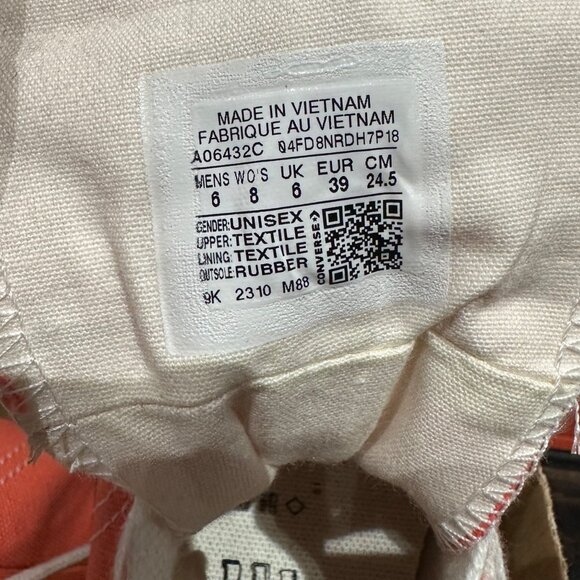 MADE IN VIETNAM
FABRIQUE AU VIETNAM
A06432C 04FD8NRDH7P18
MENS WO'S UK EUR CM
6 8 6 39 24.5
GENDER:UNISEX
UPPER:TEXTILE
LINING:TEXTILE
OUTSOLE:RUBBER
CONVERSE
9K 2310 M88